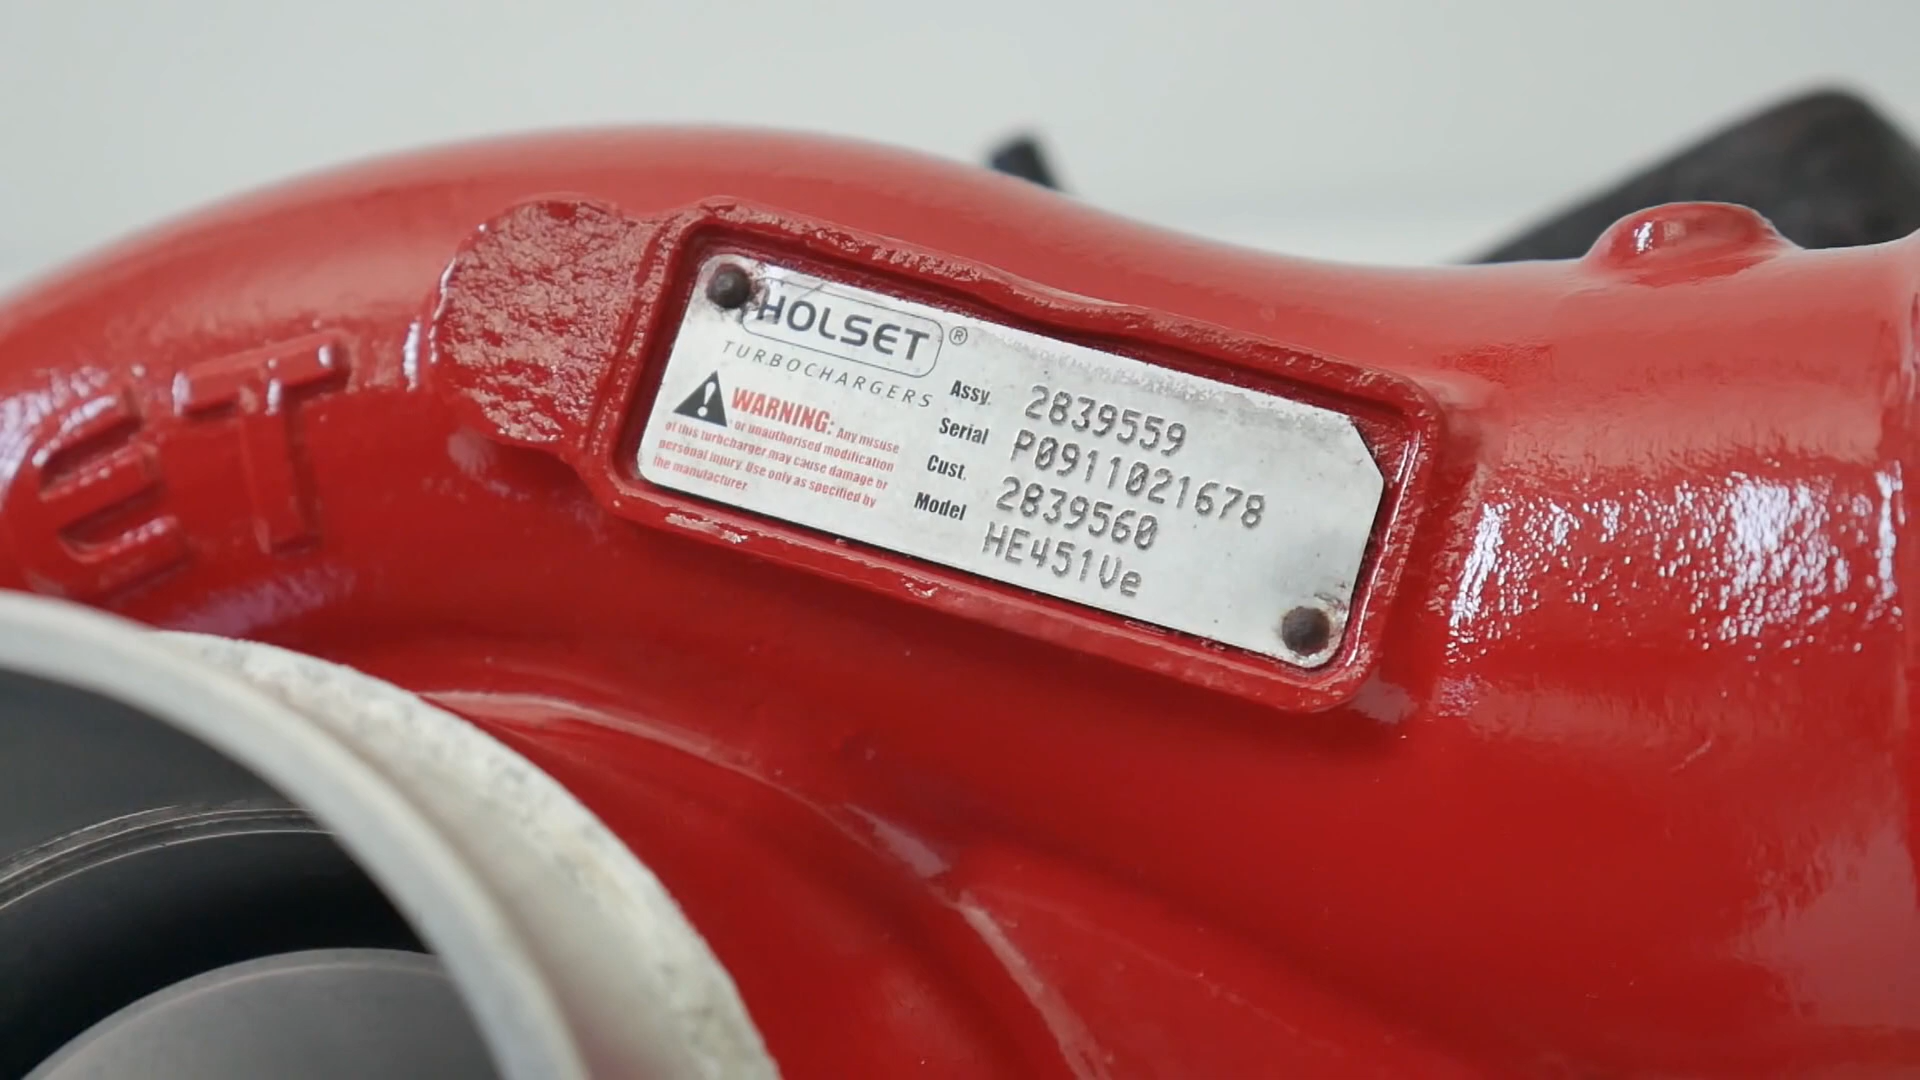 ET
HOLSET®
TURBOCHARGERS
WARNING: Any misuse
or unauthorised modification
of this turbocharger may cause damage or
personal injury. Use only as specified by
the manufacturer
Assy. 2839559
Serial P0911021678
Cust. 2839560
Model HE451Ve